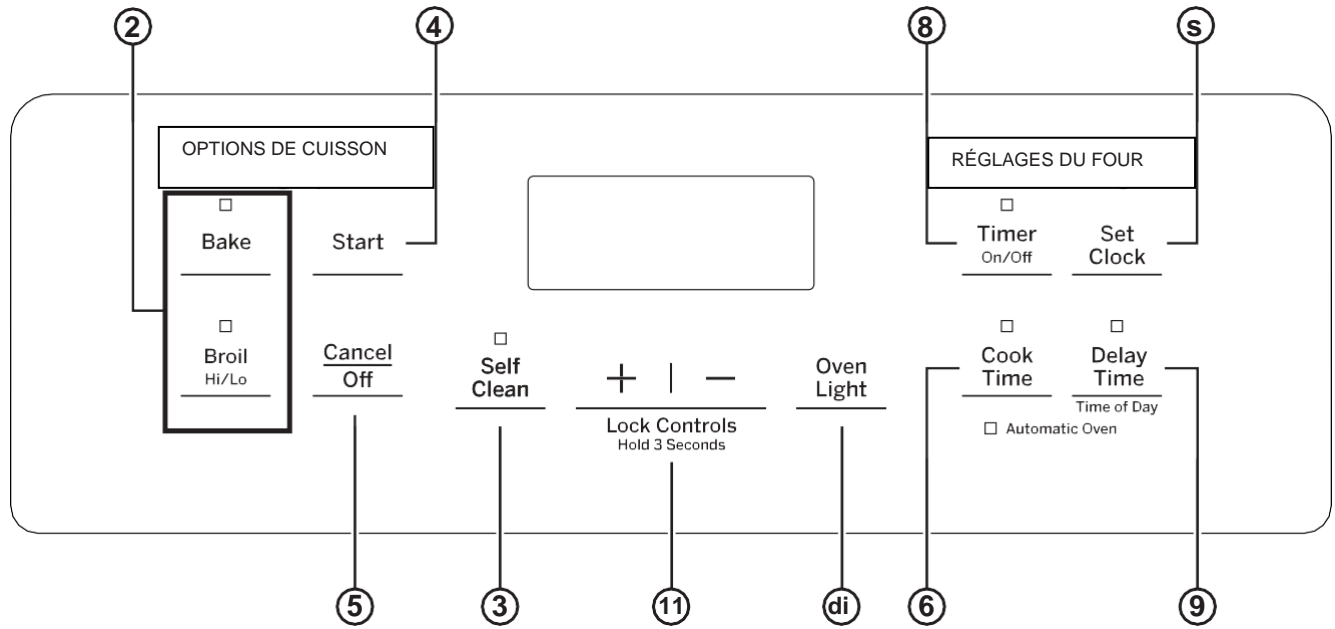 2
4
8
s
OPTIONS DE CUISSON
RÉGLAGES DU FOUR
Bake
Start
Timer
On/Off
Set
Clock
Broil
Hi/Lo
Cancel
Off
Self
Clean
+ | −
Lock Controls
Hold 3 Seconds
Oven
Light
Cook
Time
Delay
Time
Time of Day
Automatic Oven
5
3
11
di
6
9